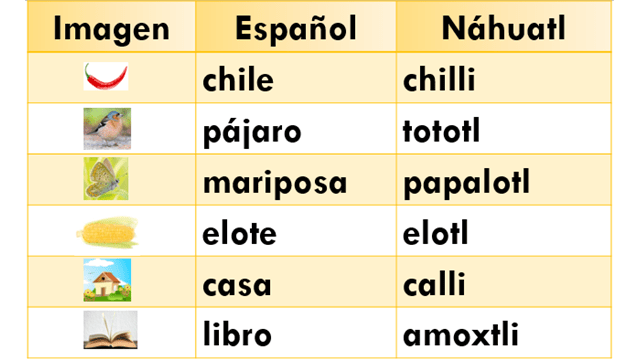 Imagen Español Náhuatl
chile chilli
pájaro tototl
mariposa papalotl
elote elotl
casa calli
libro amoxtli